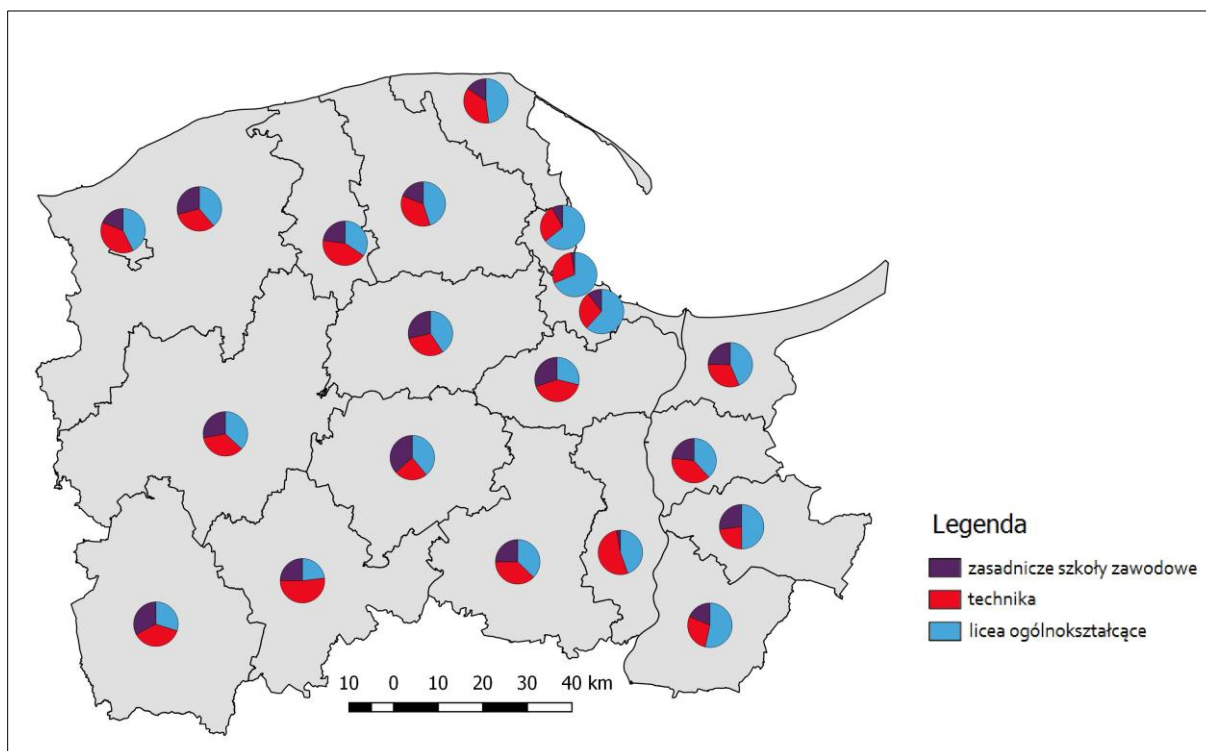 Legenda
zasadnicze szkoły zawodowe
technika
licea ogólnokształcące
10 0 10 20 30 40 km